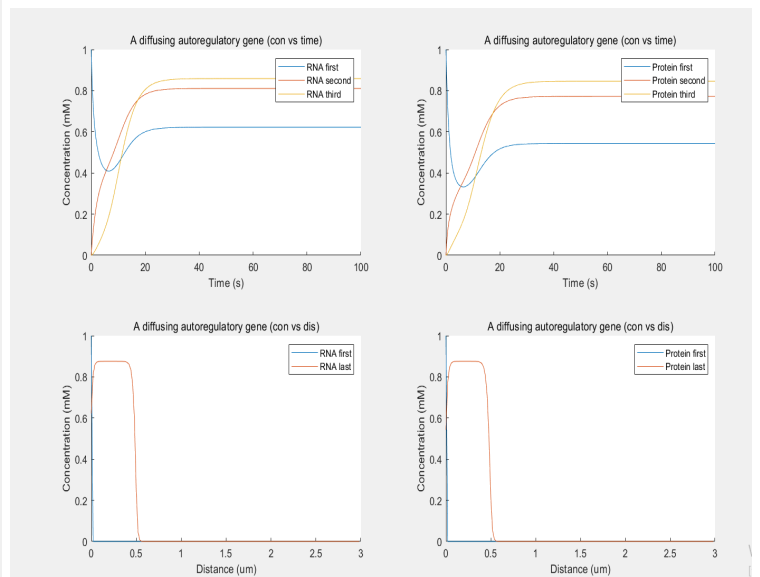 A diffusing autoregulatory gene (con vs time)
1
0.8
0.6
0.4
0.2
0
Concentration (mM)
RNA first
RNA second
RNA third
0 20 40 60 80 100
Time (s)
A diffusing autoregulatory gene (con vs time)
1
0.8
0.6
0.4
0.2
0
Concentration (mM)
Protein first
Protein second
Protein third
0 20 40 60 80 100
Time (s)
A diffusing autoregulatory gene (con vs dis)
1
0.8
0.6
0.4
0.2
0
Concentration (mM)
RNA first
RNA last
0 0.5 1 1.5 2 2.5 3
Distance (um)
A diffusing autoregulatory gene (con vs dis)
1
0.8
0.6
0.4
0.2
0
Concentration (mM)
Protein first
Protein last
0 0.5 1 1.5 2 2.5 3
Distance (um)